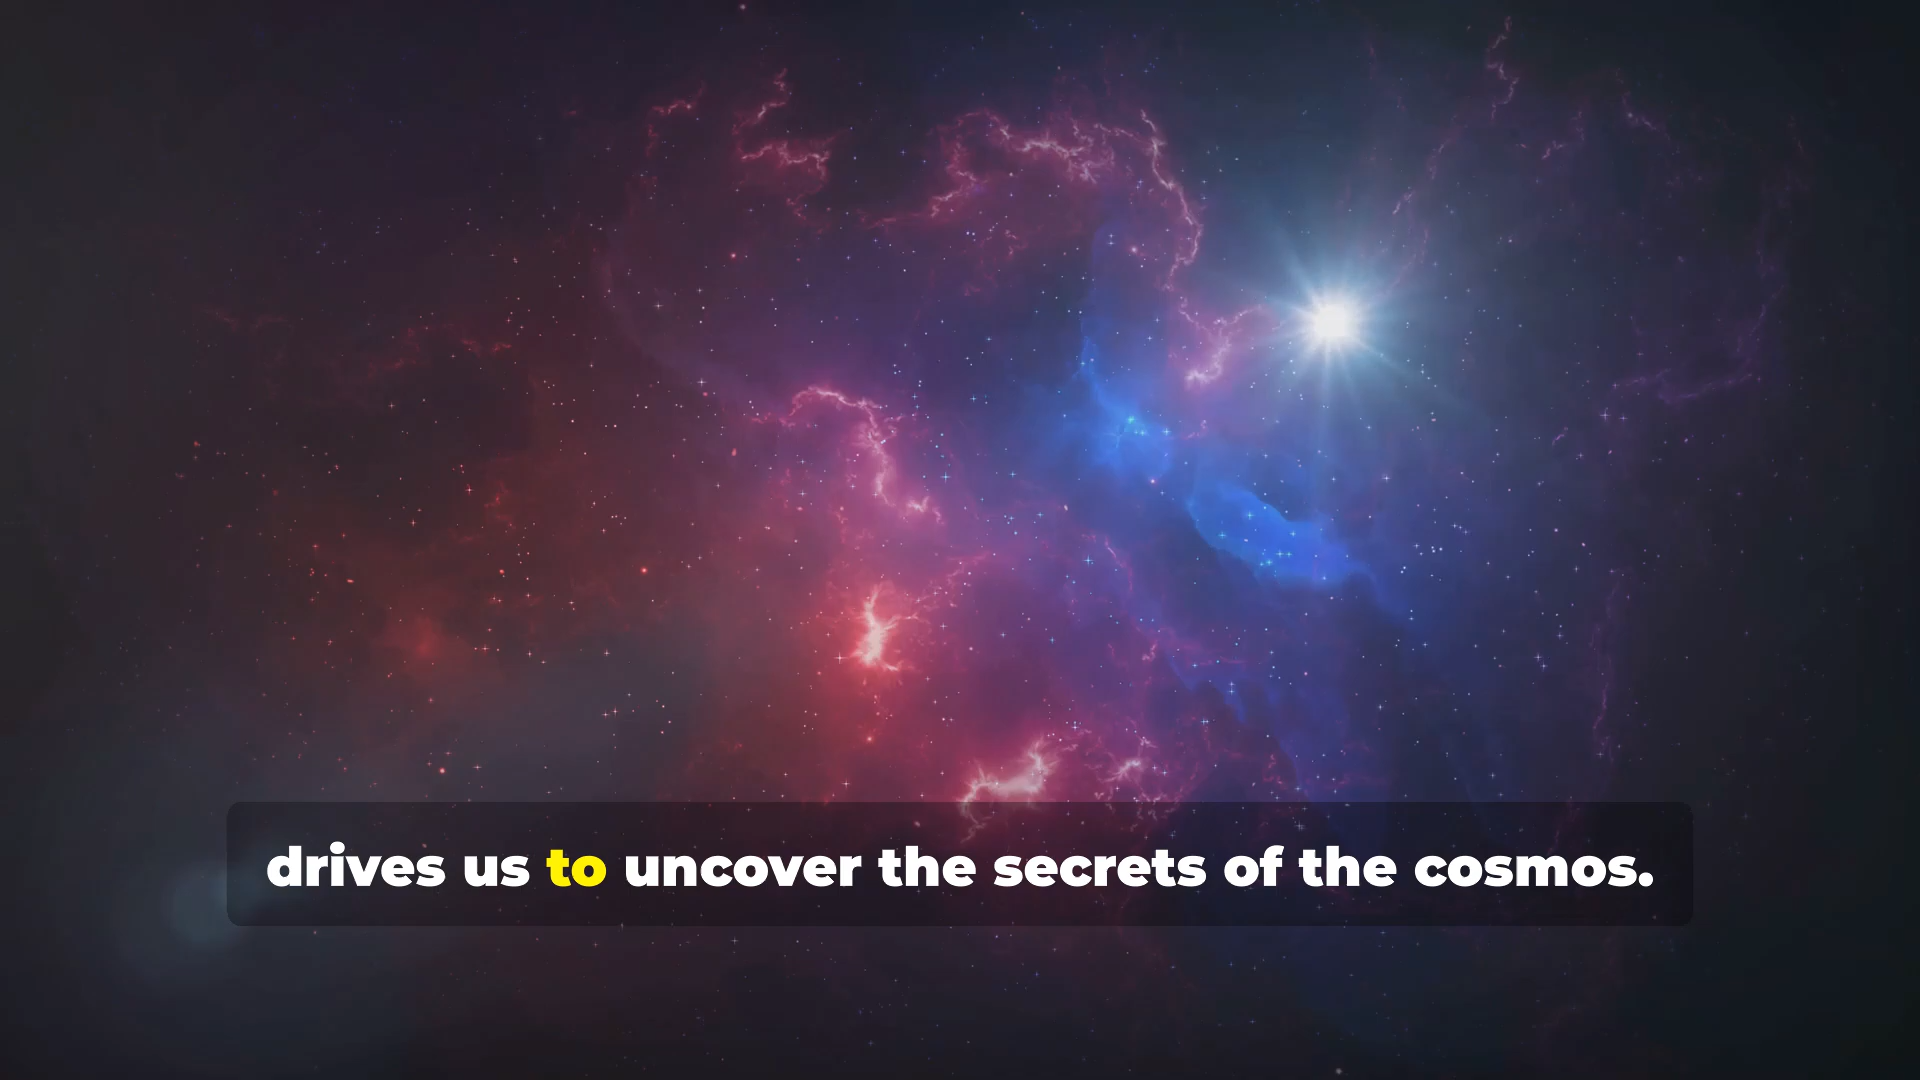 drives us to uncover the secrets of the cosmos.